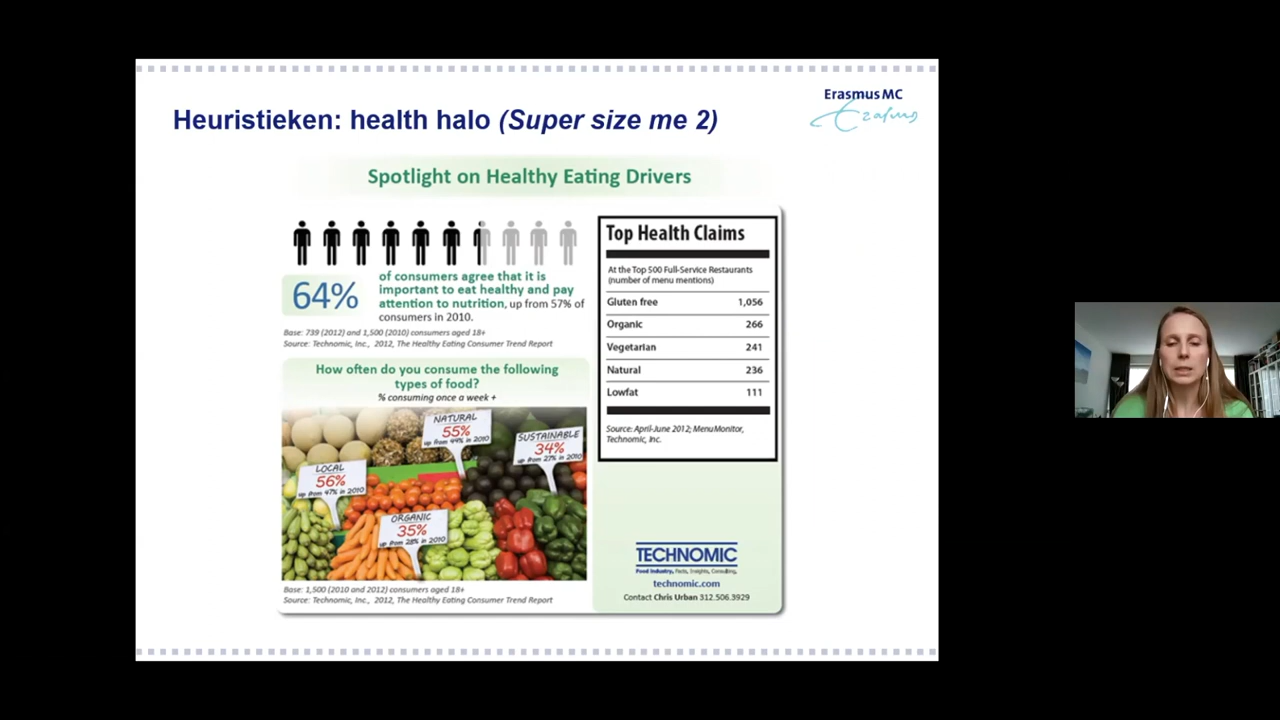 Erasmus MC
Erasmus
Heuristieken: health halo (Super size me 2)
Spotlight on Healthy Eating Drivers
64%
of consumers agree that it is
important to eat healthy and pay
attention to nutrition, up from 57% of
consumers in 2010.
Base: 739 (2012) and 1,500 (2010) consumers aged 18+
Source: Technomic, Inc., 2012, The Healthy Eating Consumer Trend Report
How often do you consume the following
types of food?
% consuming once a week +
NATURAL
55%
up from 44% in 2010
SUSTAINABLE
34%
up from 27% in 2010
LOCAL
56%
up from 47% in 2010
ORGANIC
35%
up from 28% in 2010
Base: 1,500 (2010 and 2012) consumers aged 18+
Source: Technomic, Inc., 2012, The Healthy Eating Consumer Trend Report
Top Health Claims
At the Top 500 Full-Service Restaurants
(number of menu mentions)
Gluten free 1,056
Organic 266
Vegetarian 241
Natural 236
Lowfat 111
Source: April-June 2012; MenuMonitor,
Technomic, Inc.
TECHNOMIC
Food Industry, Facts, Insights, Consulting.
technomic.com
Contact Chris Urban 312.506.3929